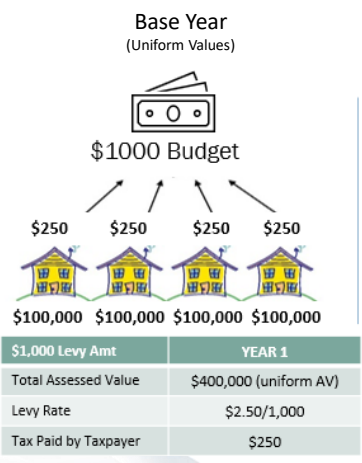 Base Year
(Uniform Values)
$1000 Budget
$250 $250 $250 $250
$100,000 $100,000 $100,000 $100,000
$1,000 Levy Amt YEAR 1
Total Assessed Value $400,000 (uniform AV)
Levy Rate $2.50/1,000
Tax Paid by Taxpayer $250